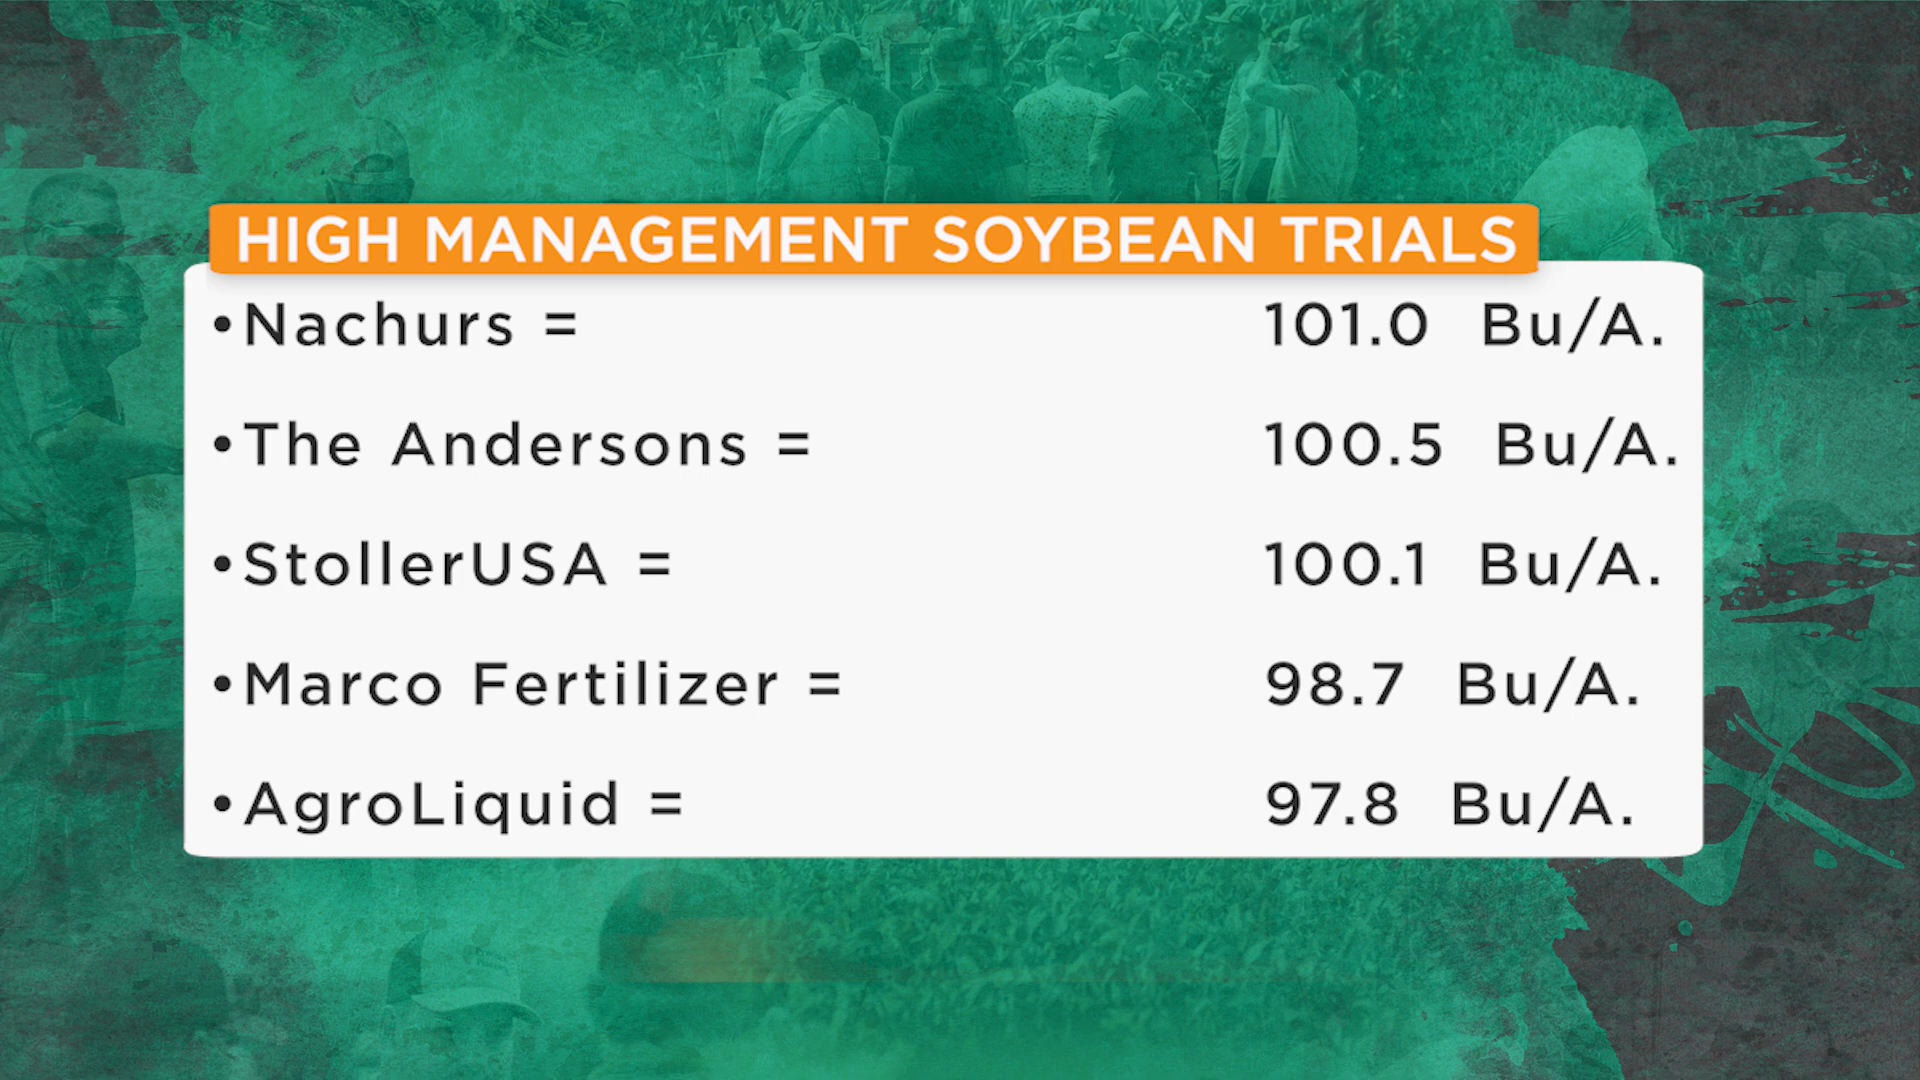 HIGH MANAGEMENT SOYBEAN TRIALS
•Nachurs = 101.0 Bu/A.
•The Andersons = 100.5 Bu/A.
•StollerUSA = 100.1 Bu/A.
•Marco Fertilizer = 98.7 Bu/A.
•AgroLiquid = 97.8 Bu/A.